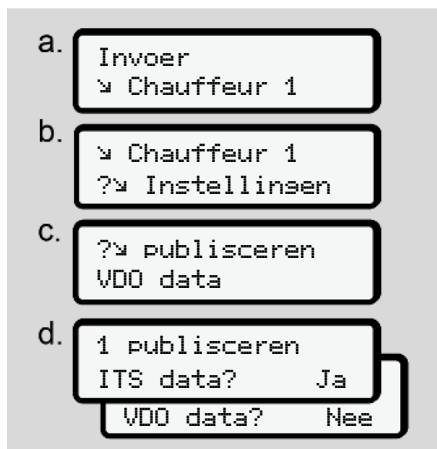 a.
Invoer
↘ Chauffeur 1
b.
↘ Chauffeur 1
?↘ Instellingen
c.
?↘ publisceren
VDO data
d.
1 publisceren
ITS data? Ja
VDO data? Nee